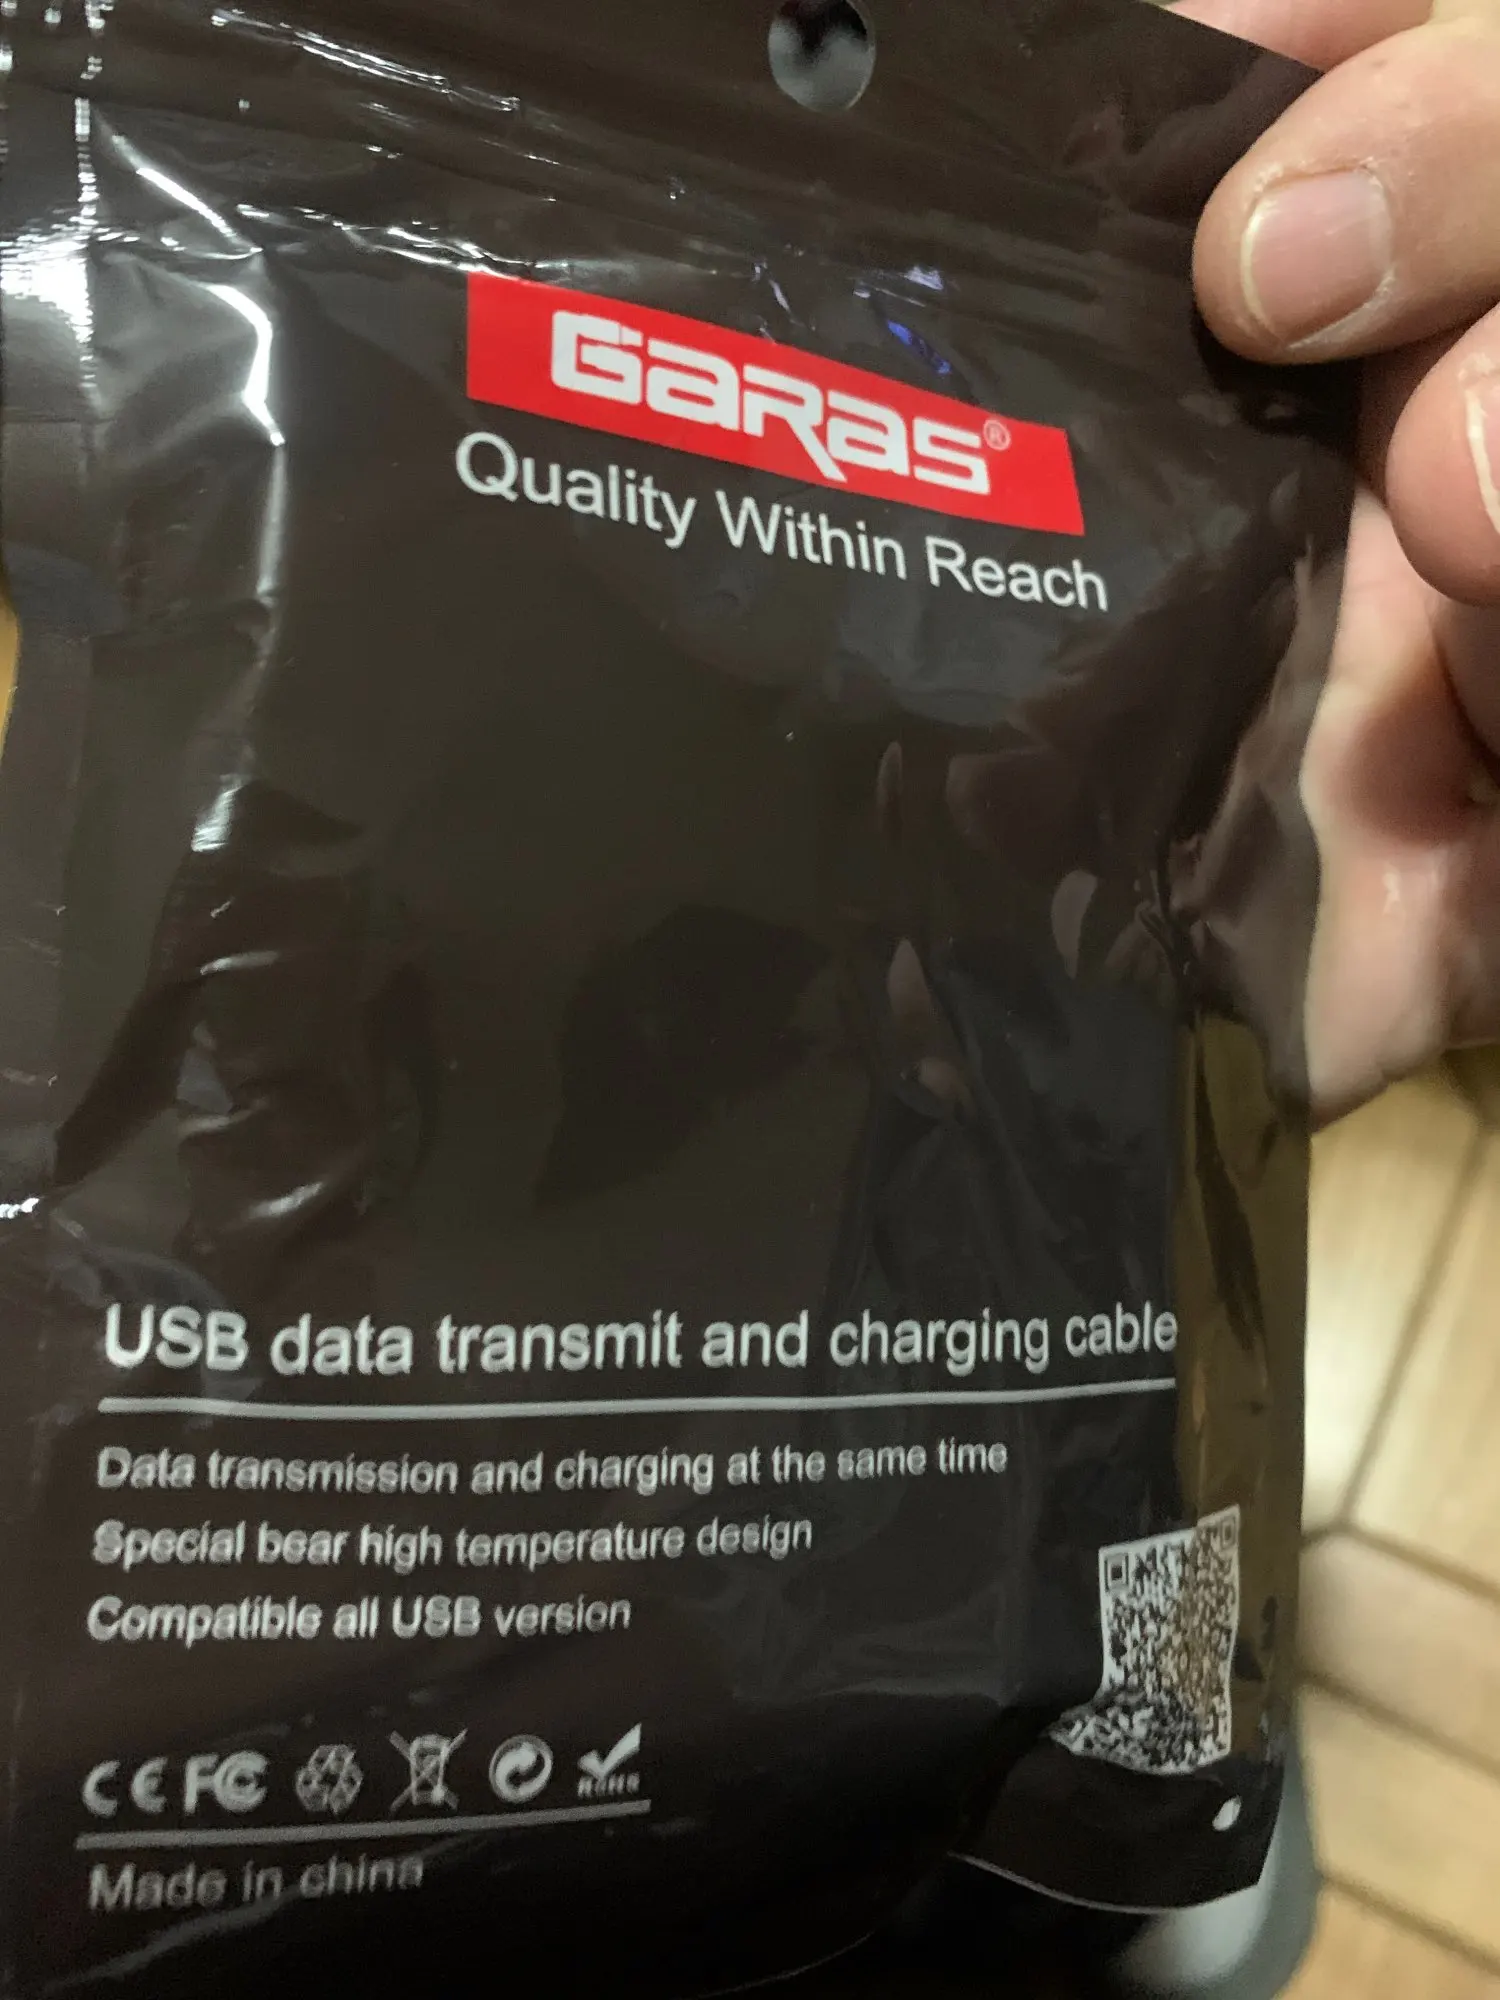 GaRas®
Quality Within Reach
USB data transmit and charging cable
Data transmission and charging at the same time
Special bear high temperature design
Compatible all USB version
CE FC
RoHS
Made in china